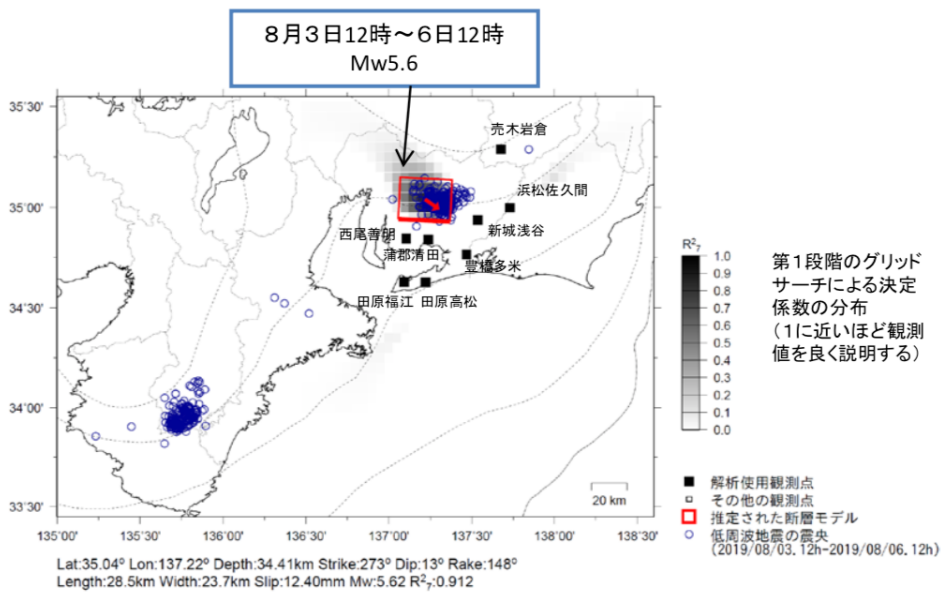 ８月３日12時～６日12時
Mw5.6
35˚30'
35˚00'
34˚30'
34˚00'
33˚30'
135˚00'
135˚30'
136˚00'
136˚30'
137˚00'
137˚30'
138˚00'
138˚30'
売木岩倉
浜松佐久間
新城浅谷
西尾善明
蒲郡清田
豊橋多米
田原福江 田原高松
20 km
R²₇
1.0
0.9
0.8
0.7
0.6
0.5
0.4
0.3
0.2
0.1
0.0
第１段階のグリッド
サーチによる決定
係数の分布
（１に近いほど観測
値を良く説明する）
解析使用観測点
その他の観測点
推定された断層モデル
低周波地震の震央
(2019/08/03.12h-2019/08/06.12h)
Lat:35.04˚ Lon:137.22˚ Depth:34.41km Strike:273˚ Dip:13˚ Rake:148˚
Length:28.5km Width:23.7km Slip:12.40mm Mw:5.62 R²₇:0.912